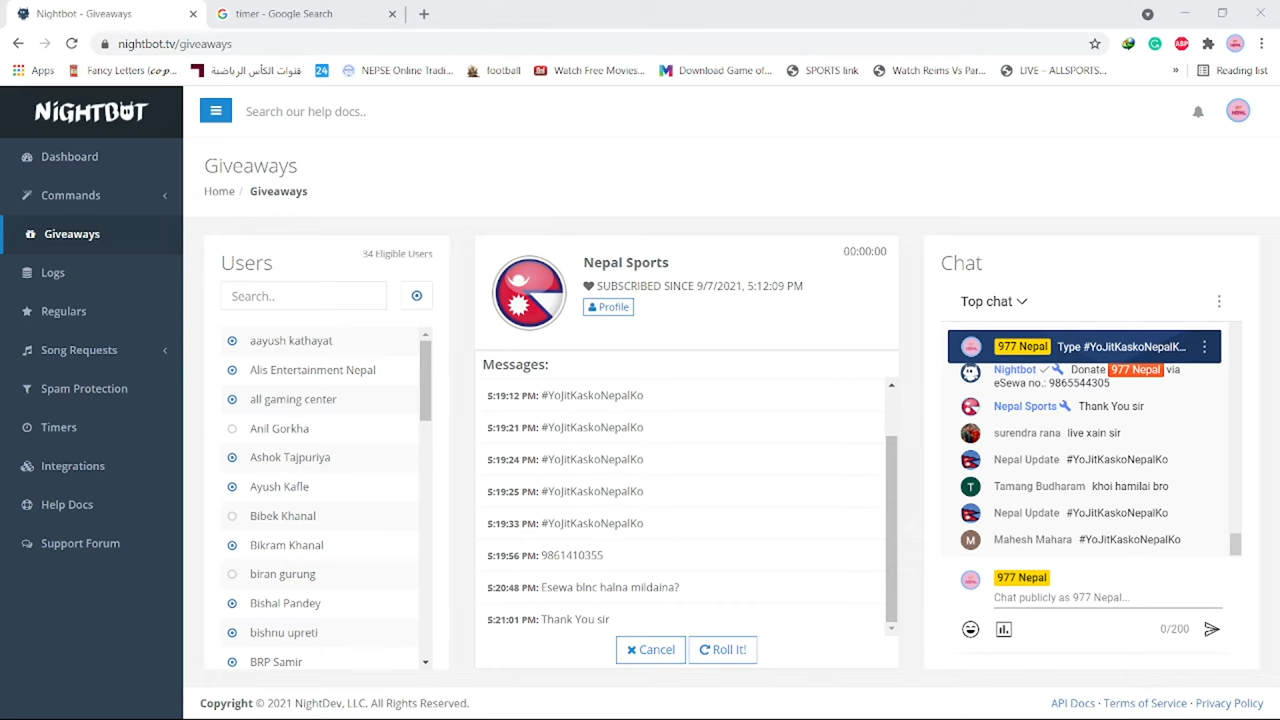 Nightbot - Giveaways
timer - Google Search
nightbot.tv/giveaways
ABP
Apps
Fancy Letters (𝓬𝓸𝓹...
قنوات الكأس الرياضية
24
NEPSE Online Tradi...
football
Watch Free Movies...
Download Game of...
SPORTS link
Watch Reims Vs Par...
LIVE – ALLSPORTS...
»
Reading list
NIGHTBOT
Search our help docs..
Dashboard
Commands
Giveaways
Logs
Regulars
Song Requests
Spam Protection
Timers
Integrations
Help Docs
Support Forum
Giveaways
Home / Giveaways
Users
34 Eligible Users
Search..
aayush kathayat
Alis Entertainment Nepal
all gaming center
Anil Gorkha
Ashok Tajpuriya
Ayush Kafle
Bibek Khanal
Bikram Khanal
biran gurung
Bishal Pandey
bishnu upreti
BRP Samir
Nepal Sports
00:00:00
SUBSCRIBED SINCE 9/7/2021, 5:12:09 PM
Profile
Messages:
5:19:12 PM: #YoJitKaskoNepalKo
5:19:21 PM: #YoJitKaskoNepalKo
5:19:24 PM: #YoJitKaskoNepalKo
5:19:25 PM: #YoJitKaskoNepalKo
5:19:33 PM: #YoJitKaskoNepalKo
5:19:56 PM: 9861410355
5:20:48 PM: Esewa blnc halna mildaina?
5:21:01 PM: Thank You sir
Cancel
Roll It!
Chat
Top chat
977 Nepal Type #YoJitKaskoNepalK...
Nightbot Donate 977 Nepal via
eSewa no.: 9865544305
Nepal Sports Thank You sir
surendra rana live xain sir
Nepal Update #YoJitKaskoNepalKo
T Tamang Budharam khoi hamilai bro
Nepal Update #YoJitKaskoNepalKo
M Mahesh Mahara #YoJitKaskoNepalKo
977 Nepal
Chat publicly as 977 Nepal...
0/200
Copyright © 2021 NightDev, LLC. All Rights Reserved.
API Docs · Terms of Service · Privacy Policy